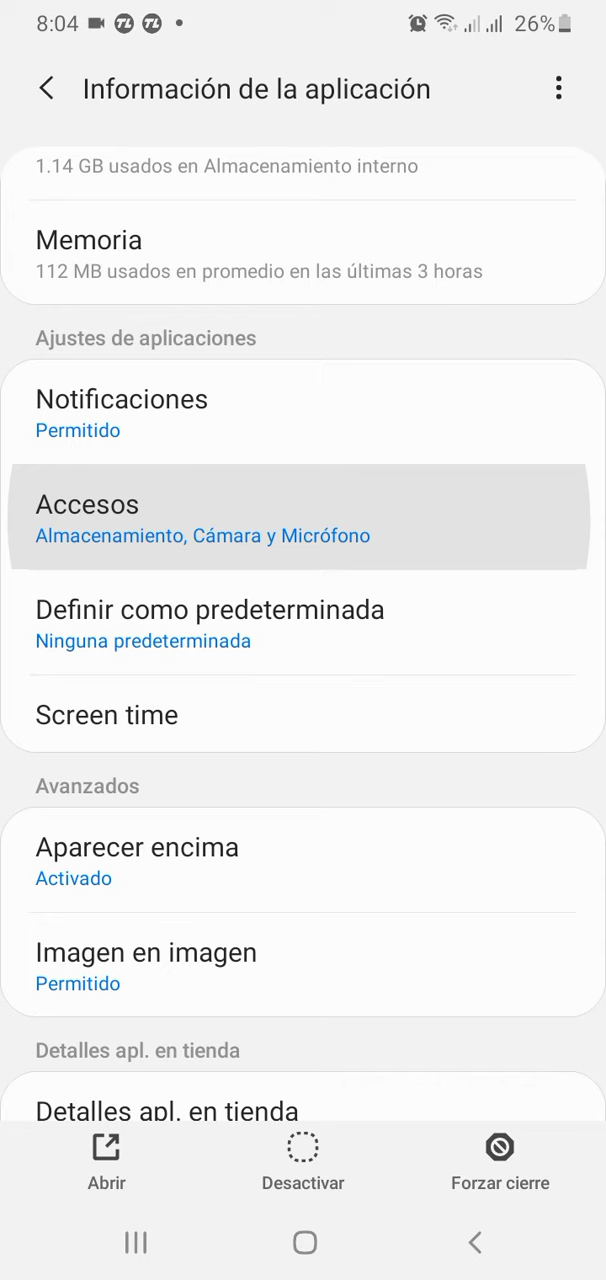 8:04 TL TL 26%
Información de la aplicación
1.14 GB usados en Almacenamiento interno
Memoria
112 MB usados en promedio en las últimas 3 horas
Ajustes de aplicaciones
Notificaciones
Permitido
Accesos
Almacenamiento, Cámara y Micrófono
Definir como predeterminada
Ninguna predeterminada
Screen time
Avanzados
Aparecer encima
Activado
Imagen en imagen
Permitido
Detalles apl. en tienda
Detalles apl. en tienda
Abrir Desactivar Forzar cierre